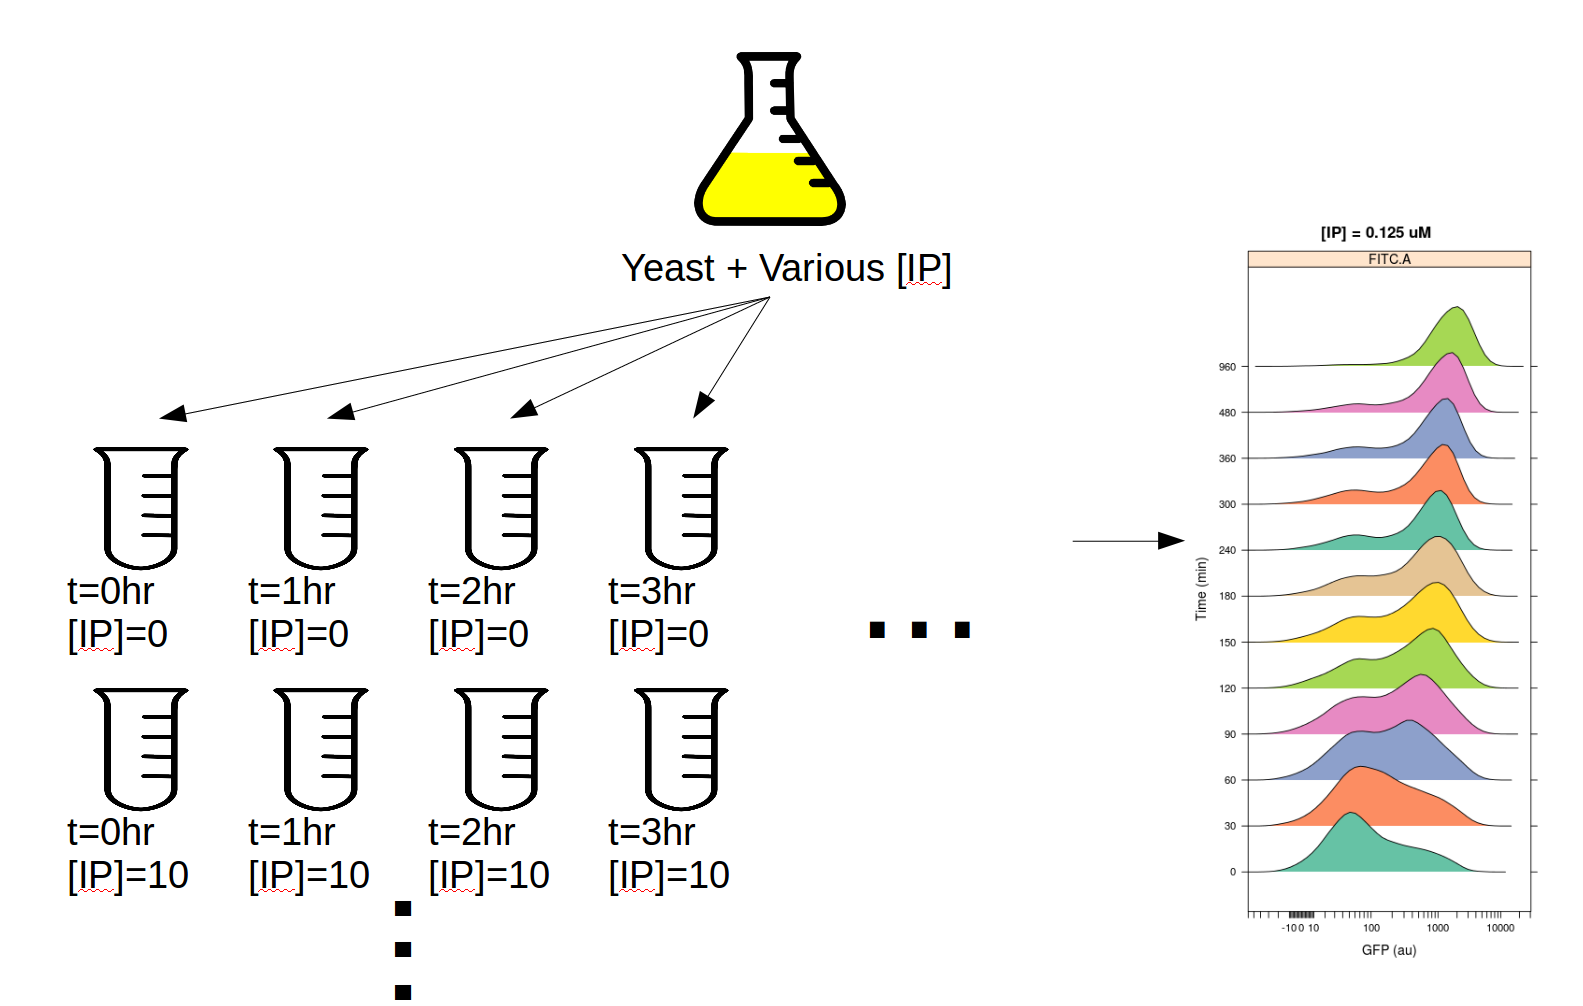 Yeast + Various [IP]
t=0hr
[IP]=0
t=1hr
[IP]=0
t=2hr
[IP]=0
t=3hr
[IP]=0
t=0hr
[IP]=10
t=1hr
[IP]=10
t=2hr
[IP]=10
t=3hr
[IP]=10
[IP] = 0.125 uM
FITC.A
Time (min)
960
480
360
300
240
180
150
120
90
60
30
0
-10 0 10 100 1000 10000
GFP (au)